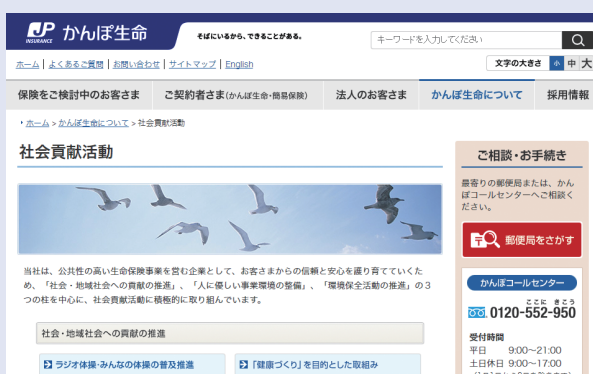 JP INSURANCE かんぽ生命
そばにいるから、できることがある。
キーワードを入力してください
ホーム | よくあるご質問 | お問い合わせ | サイトマップ | English
文字の大きさ 小 中 大
保険をご検討中のお客さま ご契約者さま(かんぽ生命・簡易保険) 法人のお客さま かんぽ生命について 採用情報
ホーム > かんぽ生命について > 社会貢献活動
社会貢献活動
当社は、公共性の高い生命保険事業を営む企業として、お客さまからの信頼と安心を護り育てていくた
め、「社会・地域社会への貢献の推進」、「人に優しい事業環境の整備」、「環境保全活動の推進」の3
つの柱を中心に、社会貢献活動に積極的に取り組んでいます。
社会・地域社会への貢献の推進
ラジオ体操・みんなの体操の普及推進
「健康づくり」を目的とした取組み
ご相談・お手続き
最寄りの郵便局または、かん
ぽコールセンターへご相談く
ださい。
郵便局をさがす
かんぽコールセンター
ここに きこう
0120-552-950
受付時間
平日 9:00~21:00
土日休日 9:00~17:00